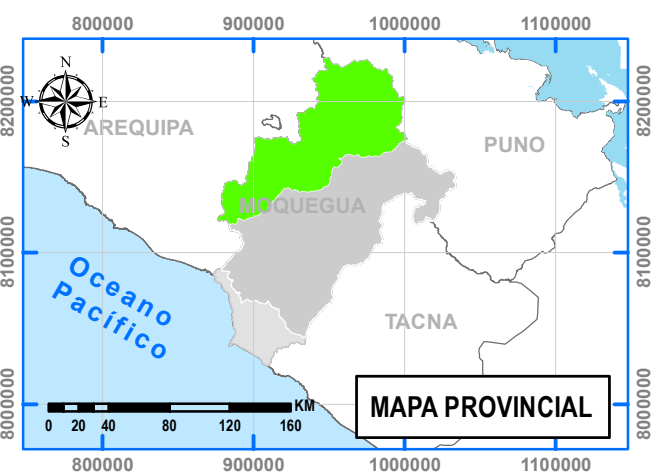 800000 900000 1000000 1100000
8200000
8200000
N
W E
S
AREQUIPA
PUNO
MOQUEGUA
8100000
8100000
Oceano
Pacífico
TACNA
8000000
8000000
KM
0 20 40 80 120 160
MAPA PROVINCIAL
800000 900000 1000000 1100000